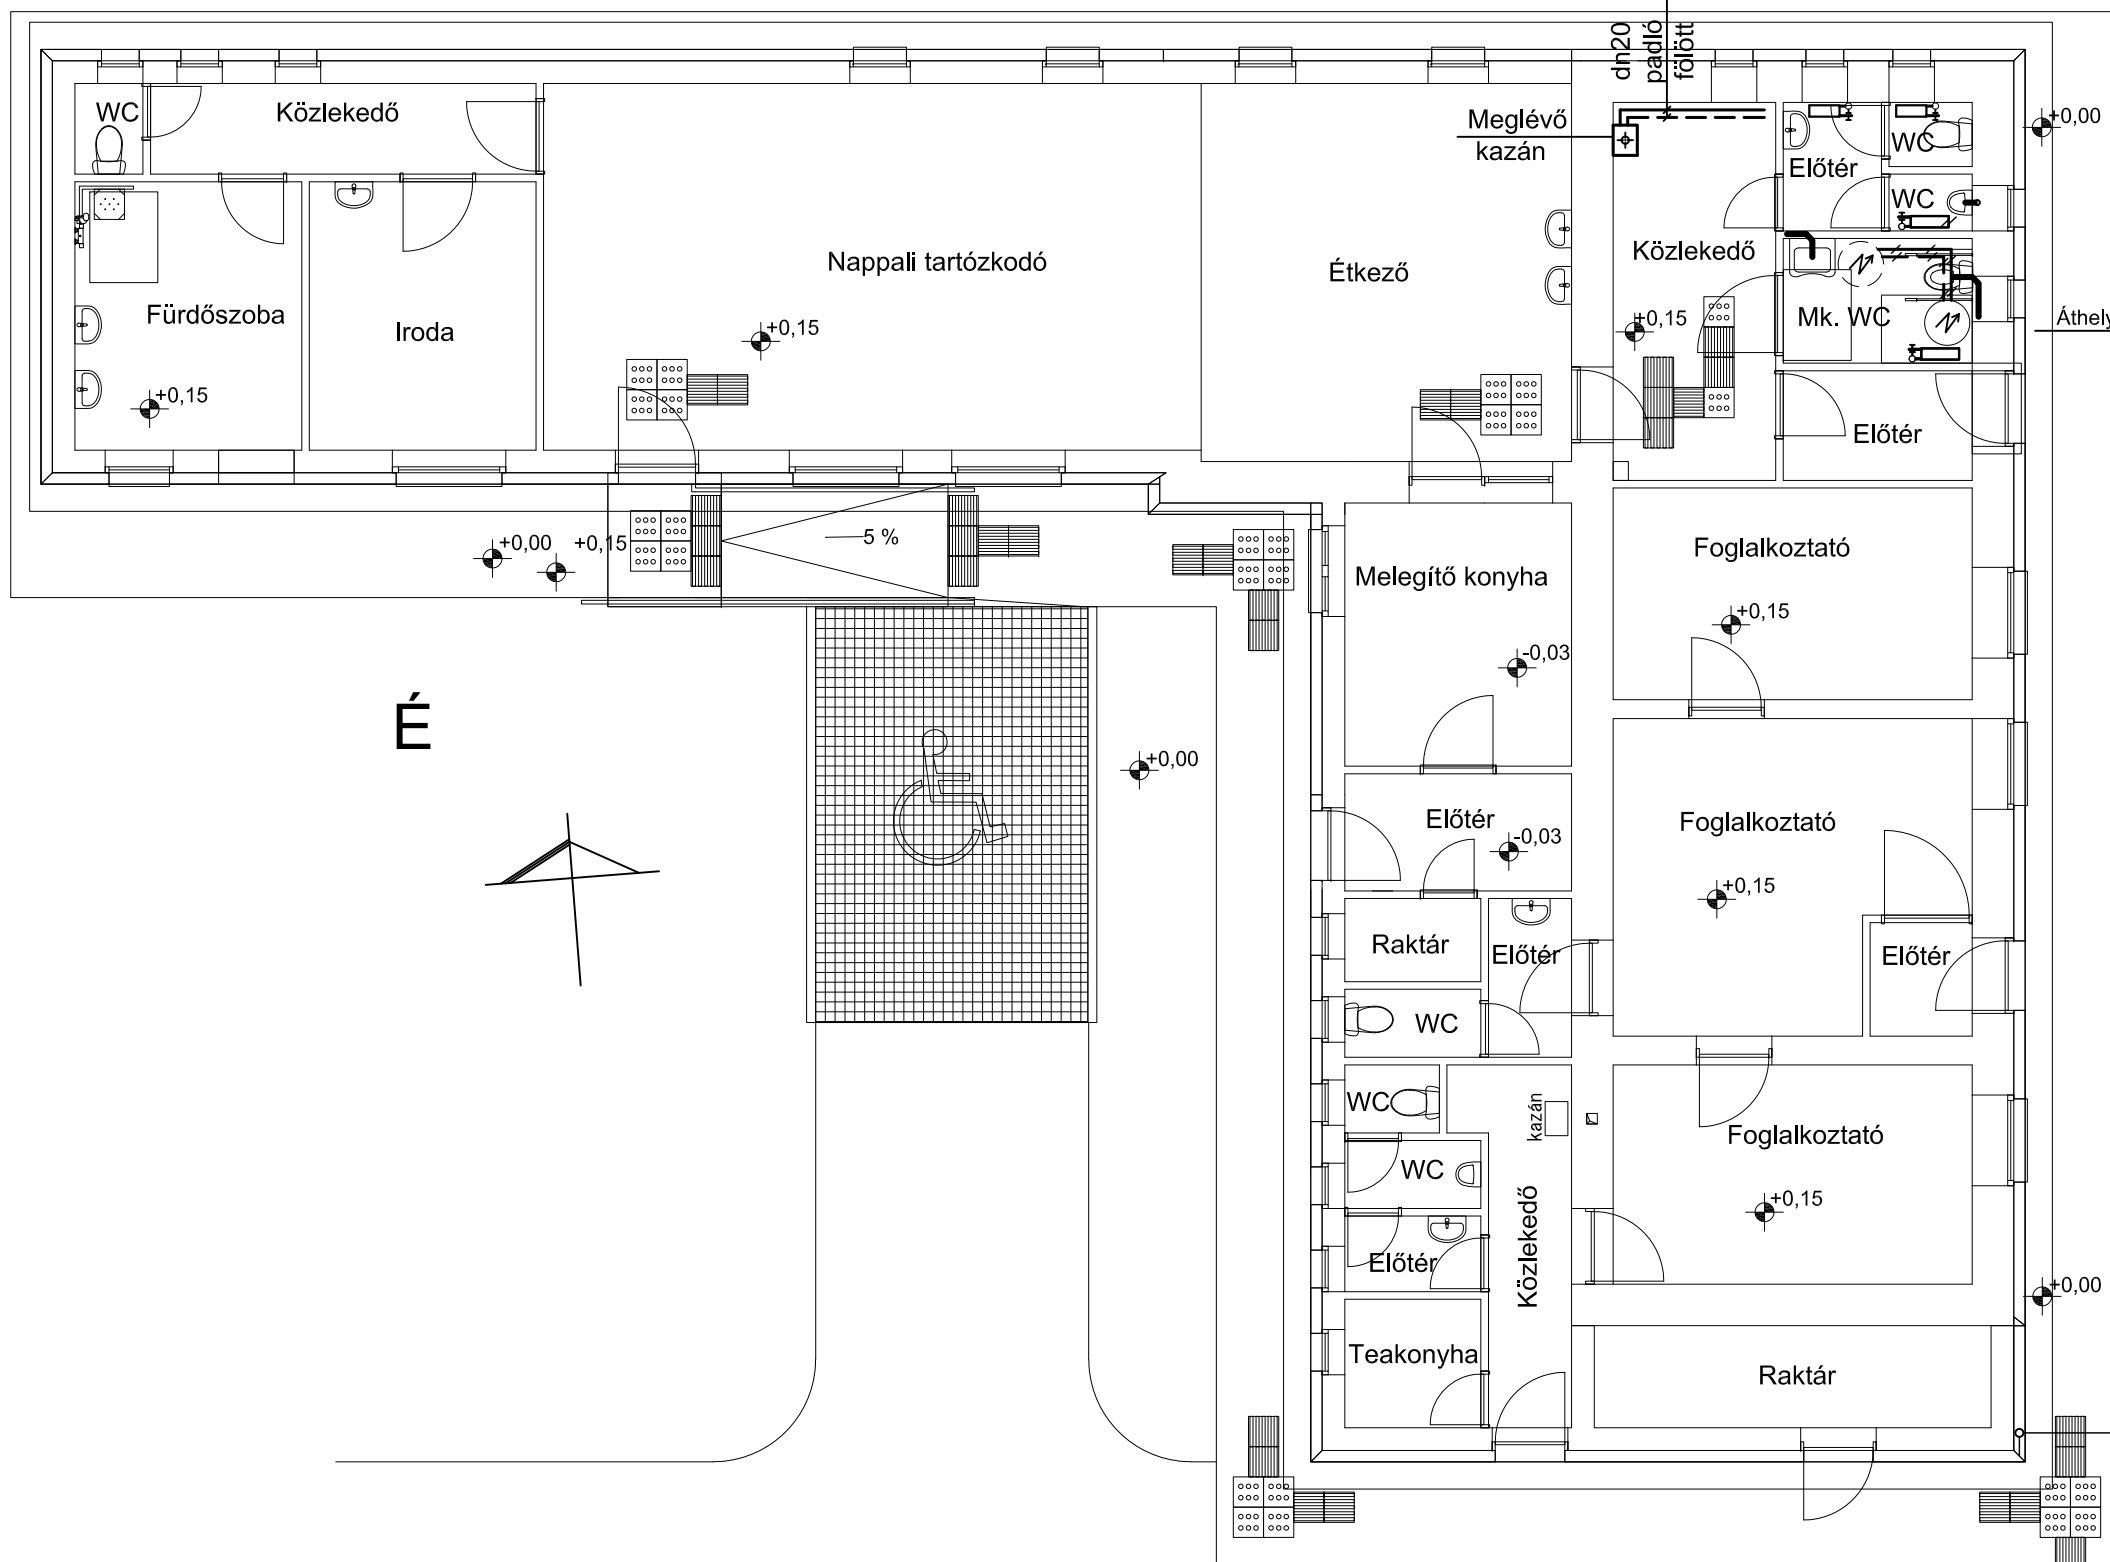 dn20
padló
fölött
WC
Közlekedő
Meglévő
kazán
+0,00
WC
Előtér
WC
Közlekedő
Nappali tartózkodó
Étkező
Fürdőszoba
Iroda
+0,15
+0,15
Mk. WC
+0,15
Áthely
Előtér
+0,00
+0,15
5 %
Foglalkoztató
Melegítő konyha
+0,15
-0,03
É
+0,00
Előtér
-0,03
Foglalkoztató
+0,15
Raktár
Előtér
Előtér
WC
WC
kazán
Foglalkoztató
WC
+0,15
Közlekedő
Előtér
+0,00
Teakonyha
Raktár
+0,15